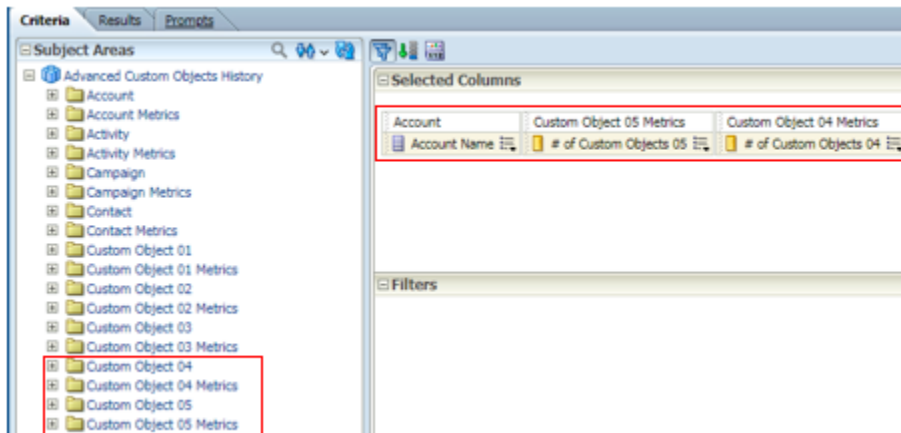 Criteria Results Prompts
Subject Areas
Advanced Custom Objects History
Account
Account Metrics
Activity
Activity Metrics
Campaign
Campaign Metrics
Contact
Contact Metrics
Custom Object 01
Custom Object 01 Metrics
Custom Object 02
Custom Object 02 Metrics
Custom Object 03
Custom Object 03 Metrics
Custom Object 04
Custom Object 04 Metrics
Custom Object 05
Custom Object 05 Metrics
Selected Columns
Account Custom Object 05 Metrics Custom Object 04 Metrics
Account Name # of Custom Objects 05 # of Custom Objects 04
Filters